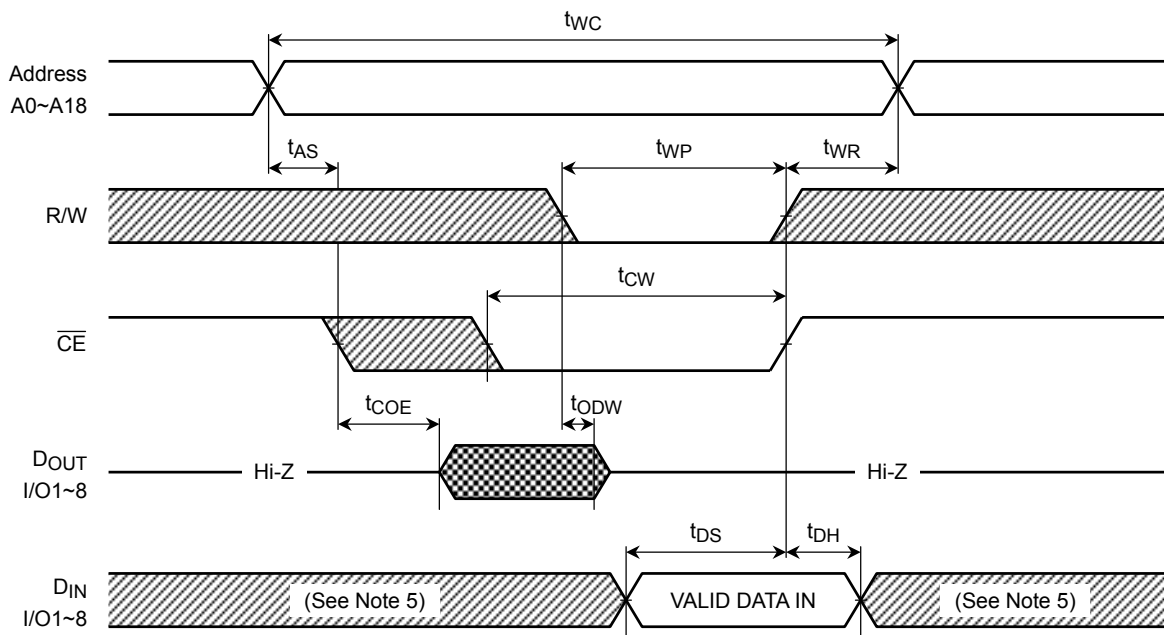 tWC
Address
A0~A18
tAS
tWP
tWR
R/W
tCW
CE
tCOE
tODW
DOUT
I/O1~8
Hi-Z
Hi-Z
tDS
tDH
DIN
I/O1~8
(See Note 5)
VALID DATA IN
(See Note 5)